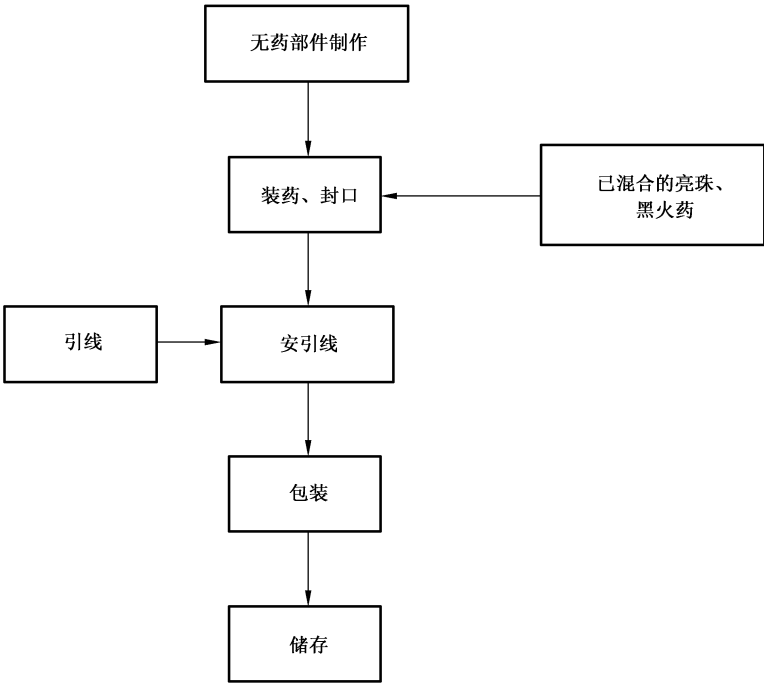 无药部件制作
装药、封口
已混合的亮珠、
黑火药
引线
安引线
包装
储存